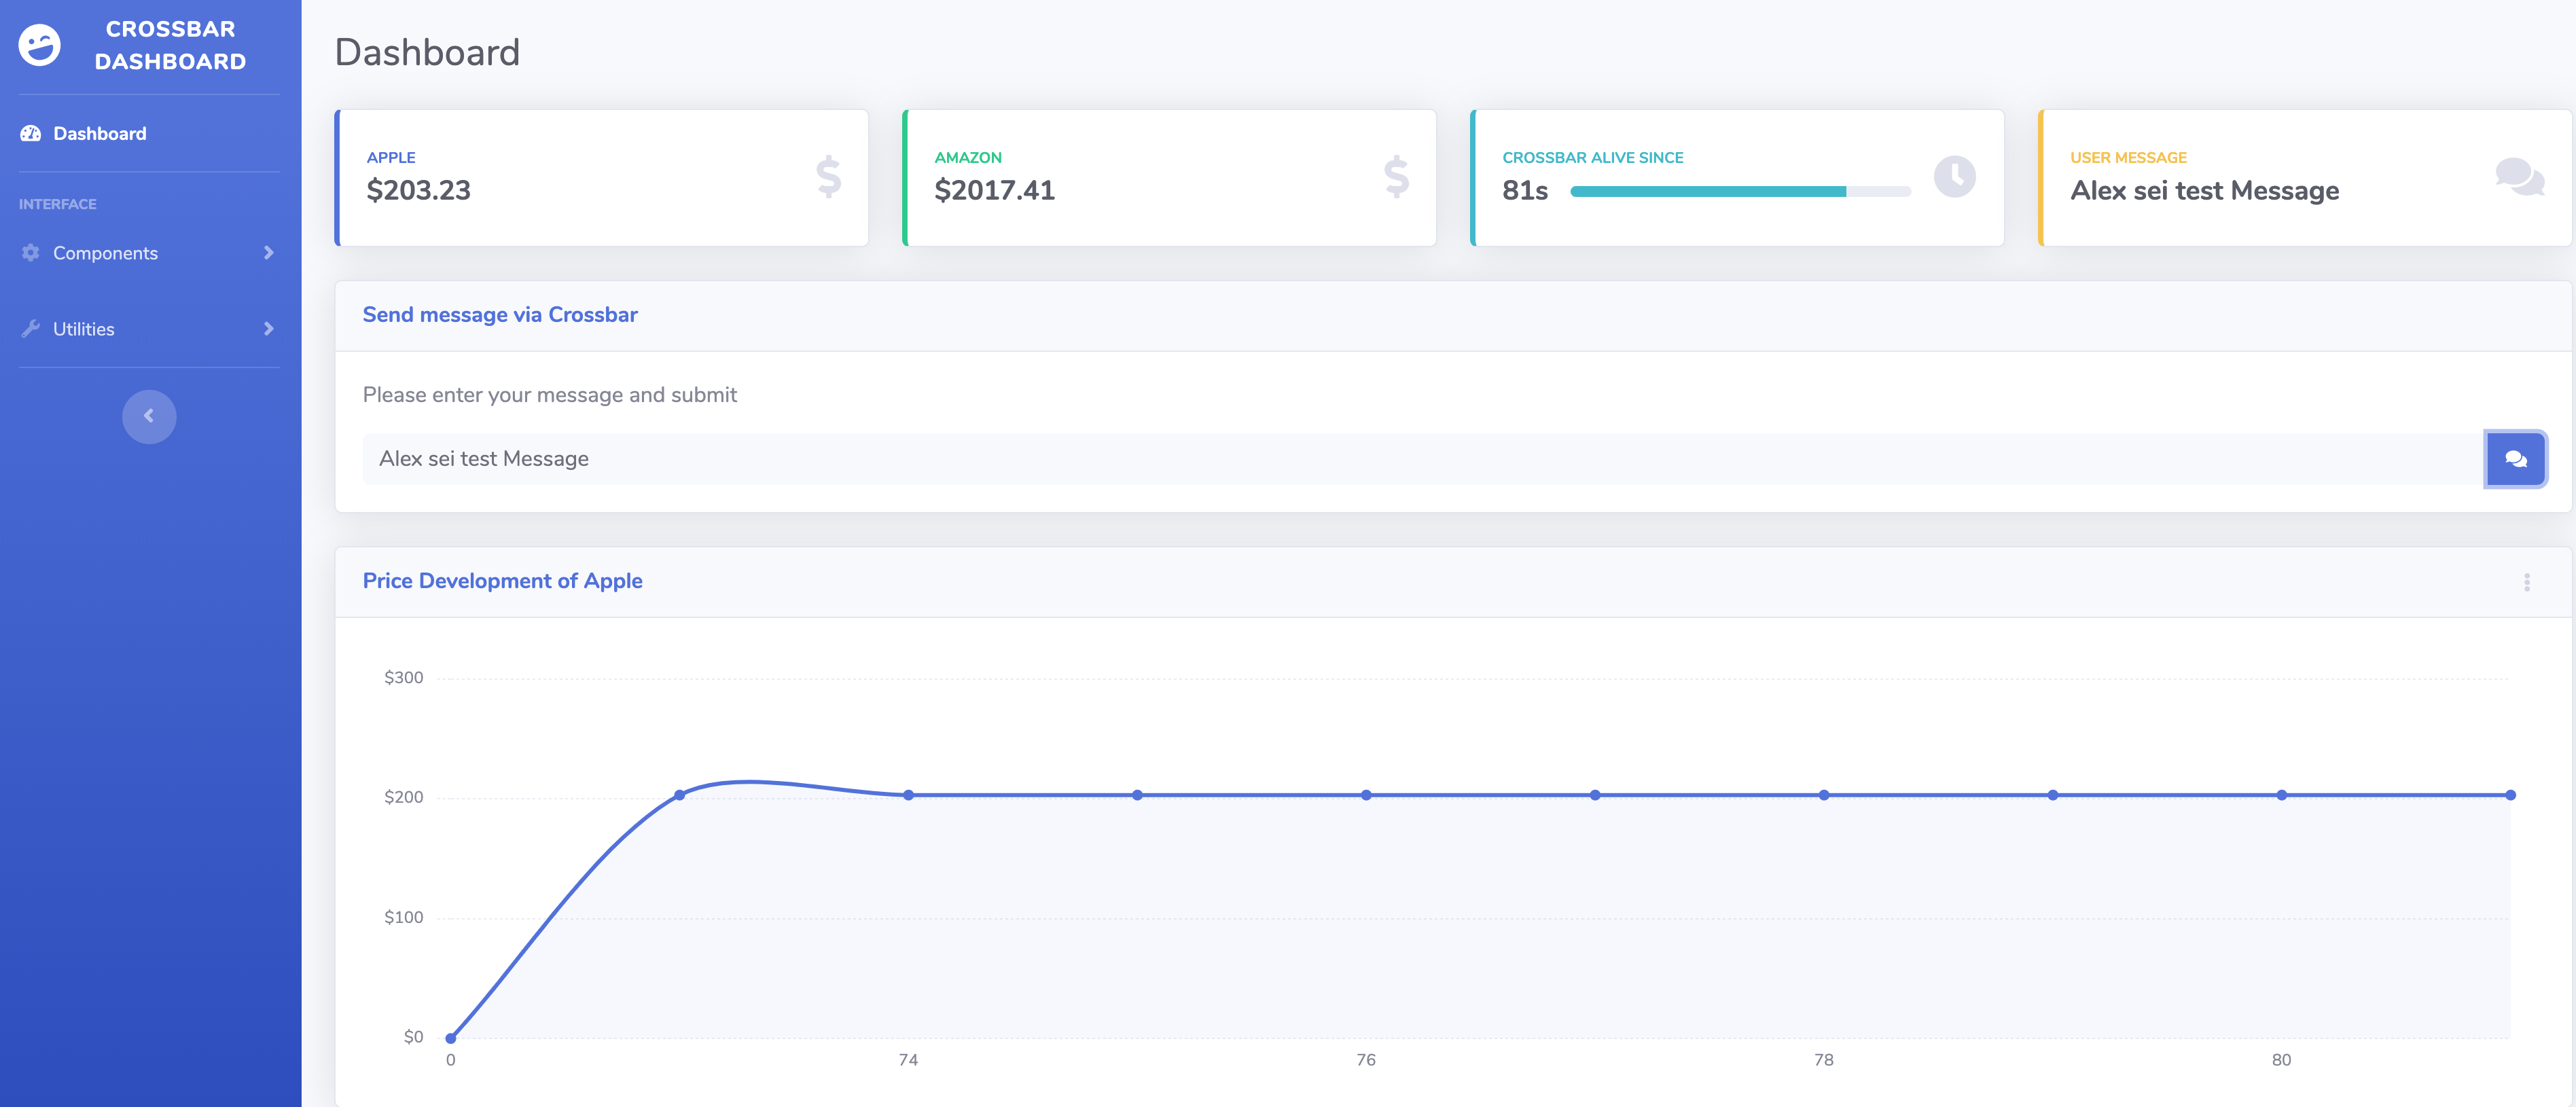 CROSSBAR
DASHBOARD
Dashboard
INTERFACE
Components
Utilities
Dashboard
APPLE
$203.23
AMAZON
$2017.41
CROSSBAR ALIVE SINCE
81s
USER MESSAGE
Alex sei test Message
Send message via Crossbar
Please enter your message and submit
Alex sei test Message
Price Development of Apple
$300
$200
$100
$0
0 74 76 78 80